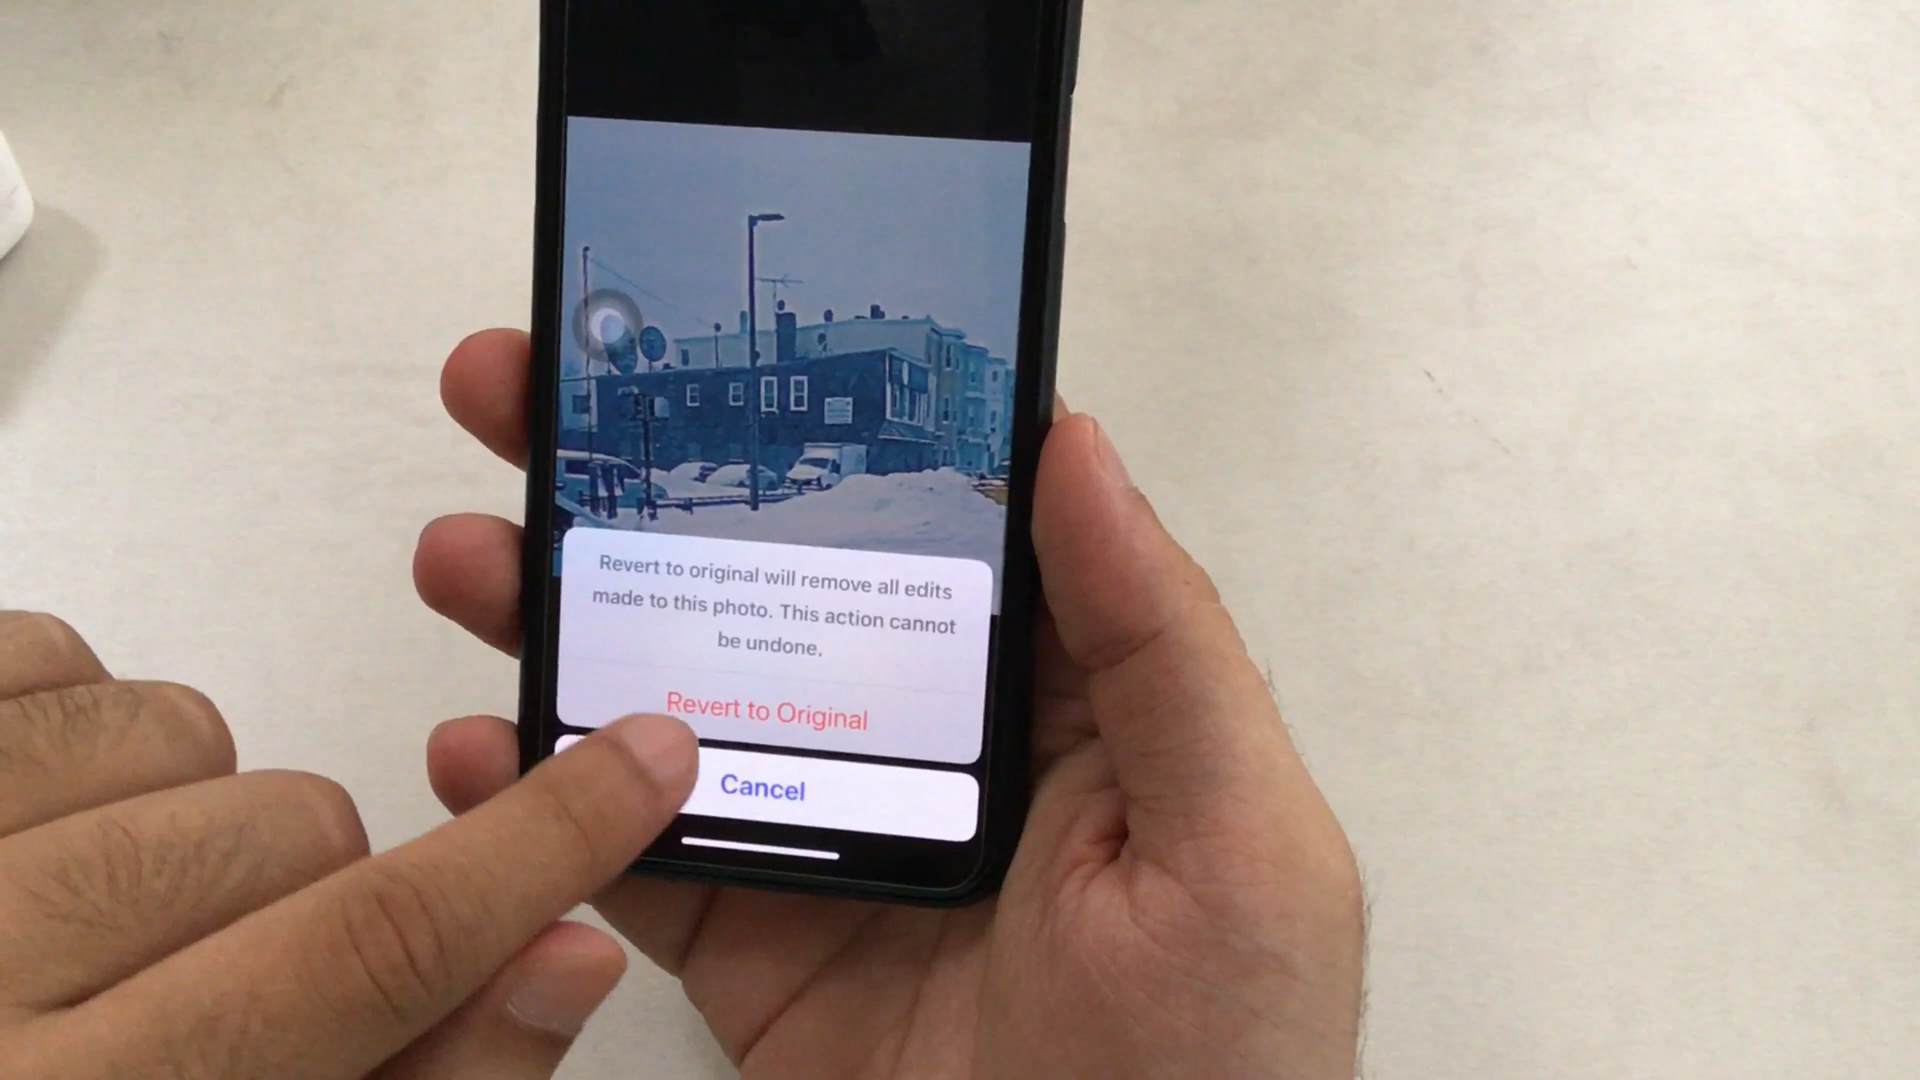 Revert to original will remove all edits
made to this photo. This action cannot
be undone.
Revert to Original
Cancel